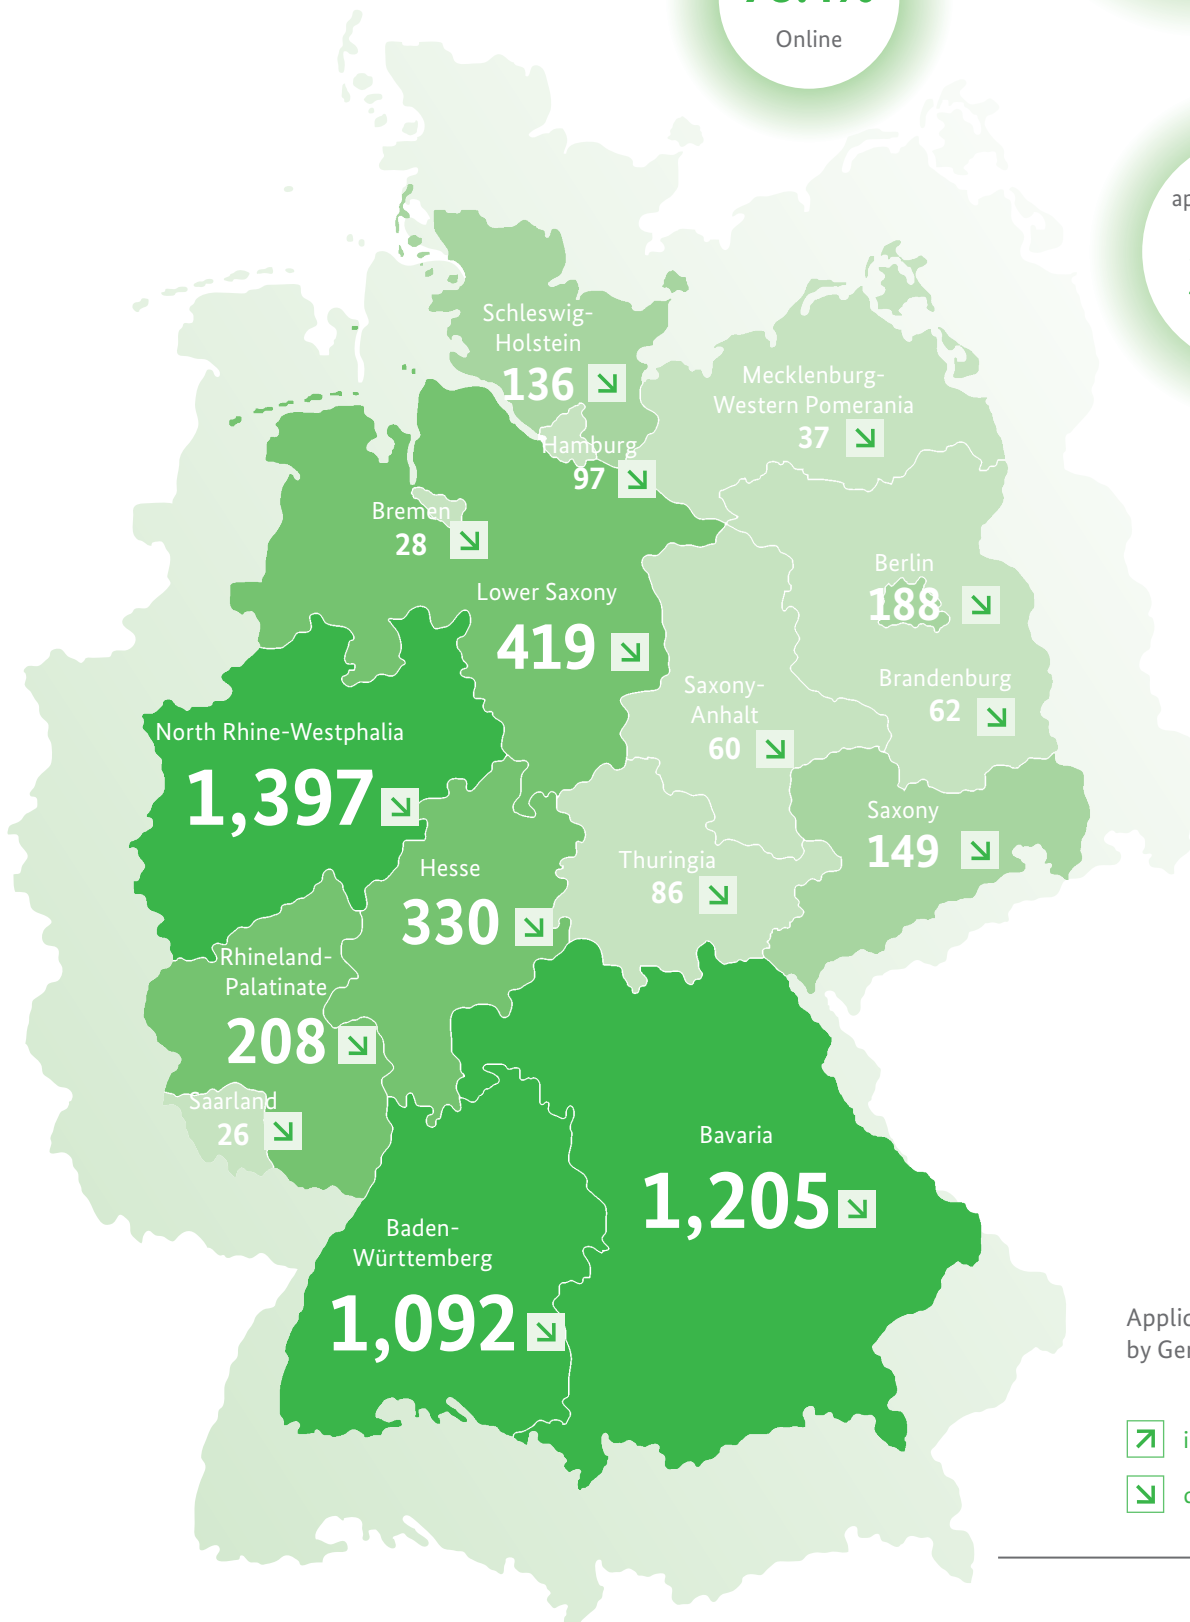 Online
Schleswig-
Holstein
136
Mecklenburg-
Western Pomerania
37
Hamburg
97
Bremen
28
Berlin
188
Lower Saxony
419
Brandenburg
62
Saxony-
Anhalt
60
North Rhine-Westphalia
1,397
Saxony
149
Hesse
330
Thuringia
86
Rhineland-
Palatinate
208
Saarland
26
Bavaria
1,205
Baden-
Württemberg
1,092